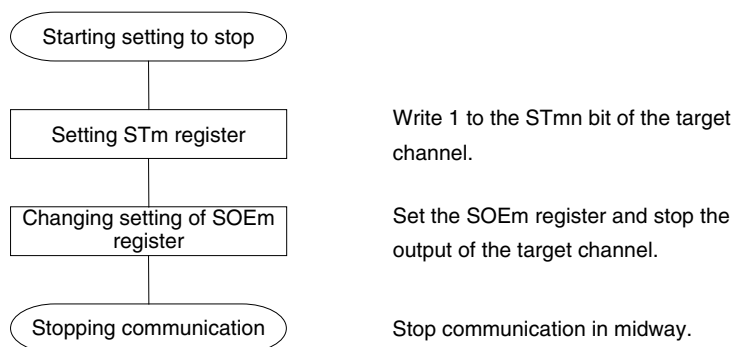 Starting setting to stop
Setting STm register
Write 1 to the STmn bit of the target
channel.
Changing setting of SOEm
register
Set the SOEm register and stop the
output of the target channel.
Stopping communication
Stop communication in midway.